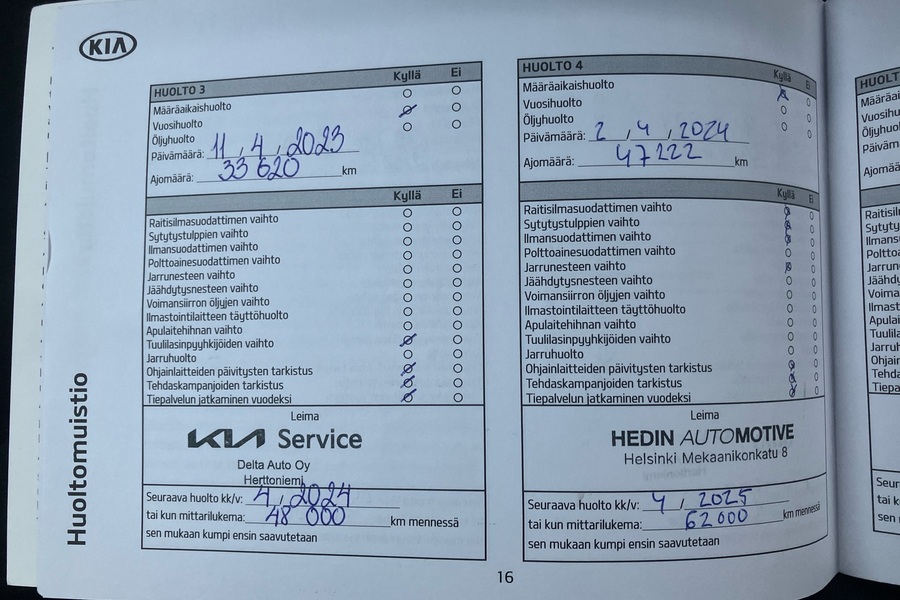 KIA
Huoltomuistio
HUOLTO 3 Kyllä Ei
Määräaikaishuolto
Vuosihuolto
Öljyhuolto
Päivämäärä: 11, 4, 2023
Ajomäärä: 33 620 km
Kyllä Ei
Raitisilmasuodattimen vaihto
Sytytystulppien vaihto
Ilmansuodattimen vaihto
Polttoainesuodattimen vaihto
Jarrunesteen vaihto
Jäähdytysnesteen vaihto
Voimansiirron öljyjen vaihto
Ilmastointilaitteen täyttöhuolto
Apulaitehihnan vaihto
Tuulilasinpyyhkijöiden vaihto
Jarruhuolto
Ohjainlaitteiden päivitysten tarkistus
Tehdaskampanjoiden tarkistus
Tiepalvelun jatkaminen vuodeksi
Leima
KIA Service
Delta Auto Oy
Herttoniemi
Seuraava huolto kk/v: 4, 2024
tai kun mittarilukema: 48 000 km mennessä
sen mukaan kumpi ensin saavutetaan
HUOLTO 4 Kyllä Ei
Määräaikaishuolto
Vuosihuolto
Öljyhuolto
Päivämäärä: 2, 4, 2024
Ajomäärä: 47222 km
Kyllä Ei
Raitisilmasuodattimen vaihto
Sytytystulppien vaihto
Ilmansuodattimen vaihto
Polttoainesuodattimen vaihto
Jarrunesteen vaihto
Jäähdytysnesteen vaihto
Voimansiirron öljyjen vaihto
Ilmastointilaitteen täyttöhuolto
Apulaitehihnan vaihto
Tuulilasinpyyhkijöiden vaihto
Jarruhuolto
Ohjainlaitteiden päivitysten tarkistus
Tehdaskampanjoiden tarkistus
Tiepalvelun jatkaminen vuodeksi
Leima
HEDIN AUTOMOTIVE
Helsinki Mekaanikonkatu 8
Seuraava huolto kk/v: 4, 2025
tai kun mittarilukema: 62 000 km mennessä
sen mukaan kumpi ensin saavutetaan
16